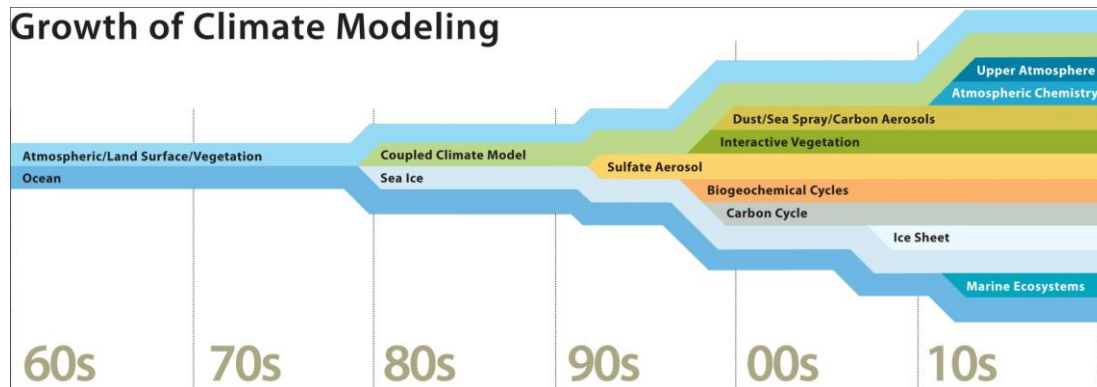 Growth of Climate Modeling
Upper Atmosphere
Atmospheric Chemistry
Dust/Sea Spray/Carbon Aerosols
Interactive Vegetation
Atmospheric/Land Surface/Vegetation
Coupled Climate Model
Sulfate Aerosol
Ocean
Sea Ice
Biogeochemical Cycles
Carbon Cycle
Ice Sheet
Marine Ecosystems
60s 70s 80s 90s 00s 10s